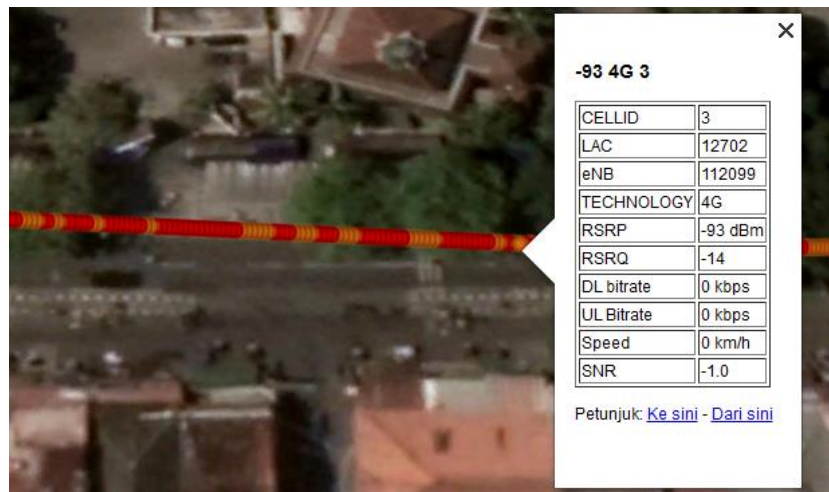 -93 4G 3
CELLID 3
LAC 12702
eNB 112099
TECHNOLOGY 4G
RSRP -93 dBm
RSRQ -14
DL bitrate 0 kbps
UL Bitrate 0 kbps
Speed 0 km/h
SNR -1.0
Petunjuk: Ke sini - Dari sini